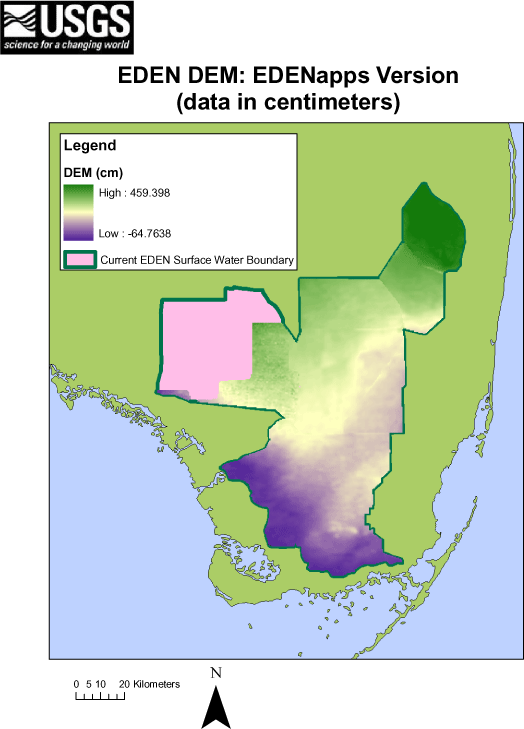 USGS
science for a changing world
EDEN DEM: EDENapps Version
(data in centimeters)
Legend
DEM (cm)
High : 459.398
Low : -64.7638
Current EDEN Surface Water Boundary
0 5 10 20 Kilometers
N